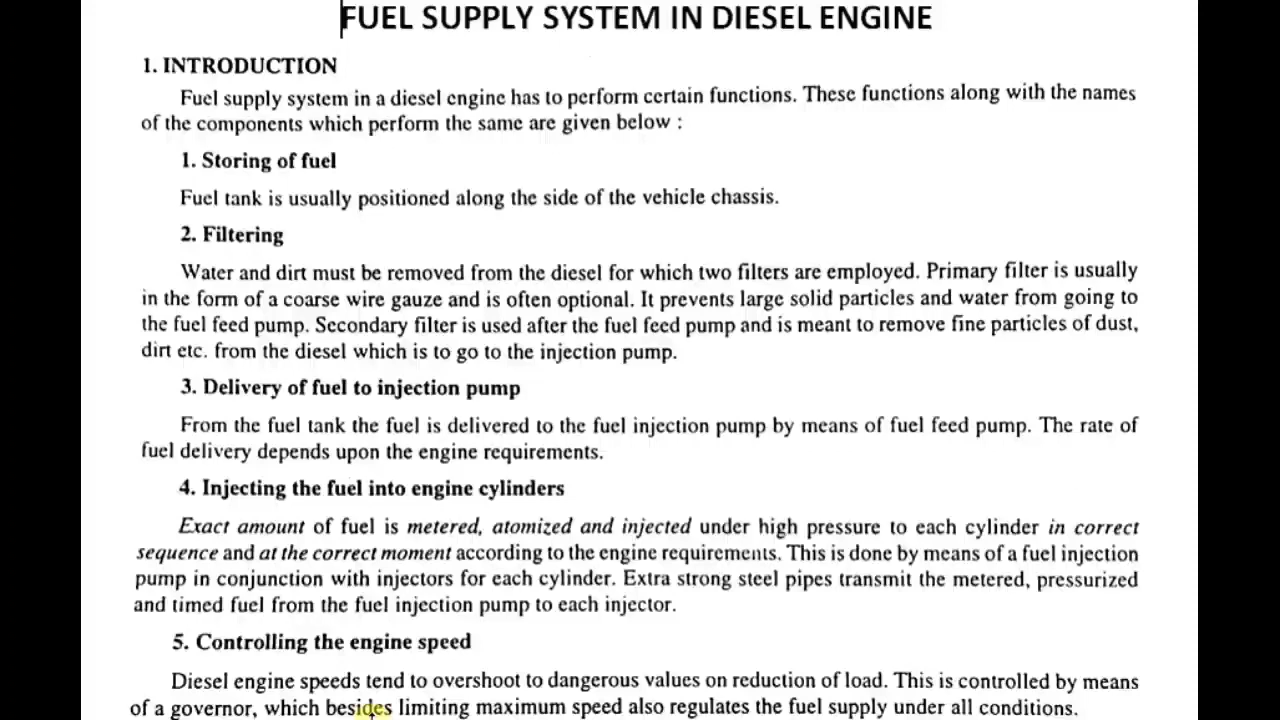 FUEL SUPPLY SYSTEM IN DIESEL ENGINE
1. INTRODUCTION
Fuel supply system in a diesel engine has to perform certain functions. These functions along with the names
of the components which perform the same are given below :
1. Storing of fuel
Fuel tank is usually positioned along the side of the vehicle chassis.
2. Filtering
Water and dirt must be removed from the diesel for which two filters are employed. Primary filter is usually
in the form of a coarse wire gauze and is often optional. It prevents large solid particles and water from going to
the fuel feed pump. Secondary filter is used after the fuel feed pump and is meant to remove fine particles of dust,
dirt etc. from the diesel which is to go to the injection pump.
3. Delivery of fuel to injection pump
From the fuel tank the fuel is delivered to the fuel injection pump by means of fuel feed pump. The rate of
fuel delivery depends upon the engine requirements.
4. Injecting the fuel into engine cylinders
Exact amount of fuel is metered, atomized and injected under high pressure to each cylinder in correct
sequence and at the correct moment according to the engine requirements. This is done by means of a fuel injection
pump in conjunction with injectors for each cylinder. Extra strong steel pipes transmit the metered, pressurized
and timed fuel from the fuel injection pump to each injector.
5. Controlling the engine speed
Diesel engine speeds tend to overshoot to dangerous values on reduction of load. This is controlled by means
of a governor, which besides limiting maximum speed also regulates the fuel supply under all conditions.